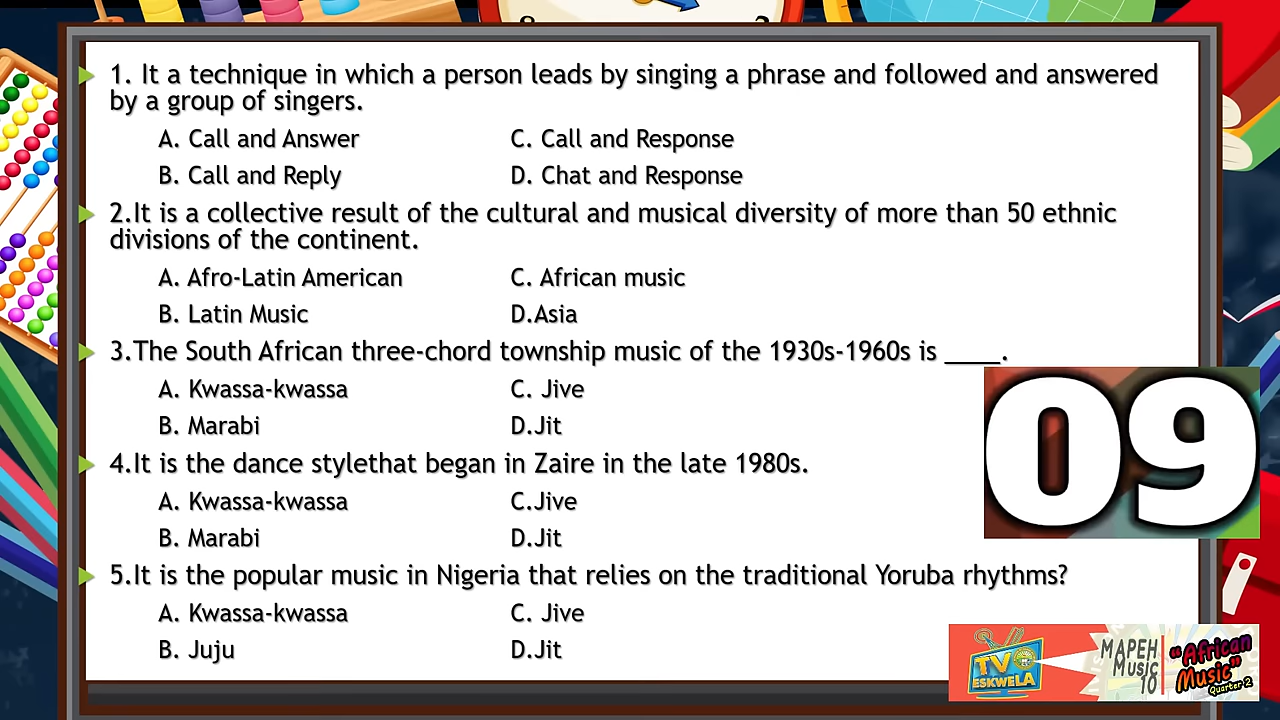 1. It a technique in which a person leads by singing a phrase and followed and answered
by a group of singers.
A. Call and Answer C. Call and Response
B. Call and Reply D. Chat and Response
2.It is a collective result of the cultural and musical diversity of more than 50 ethnic
divisions of the continent.
A. Afro-Latin American C. African music
B. Latin Music D.Asia
3.The South African three-chord township music of the 1930s-1960s is ____.
A. Kwassa-kwassa C. Jive
B. Marabi D.Jit
4.It is the dance stylethat began in Zaire in the late 1980s.
A. Kwassa-kwassa C.Jive
B. Marabi D.Jit
5.It is the popular music in Nigeria that relies on the traditional Yoruba rhythms?
A. Kwassa-kwassa C. Jive
B. Juju D.Jit
09
TV
ESKWELA
MAPEH
MUSIC
10
"African
Music"
Quarter 2